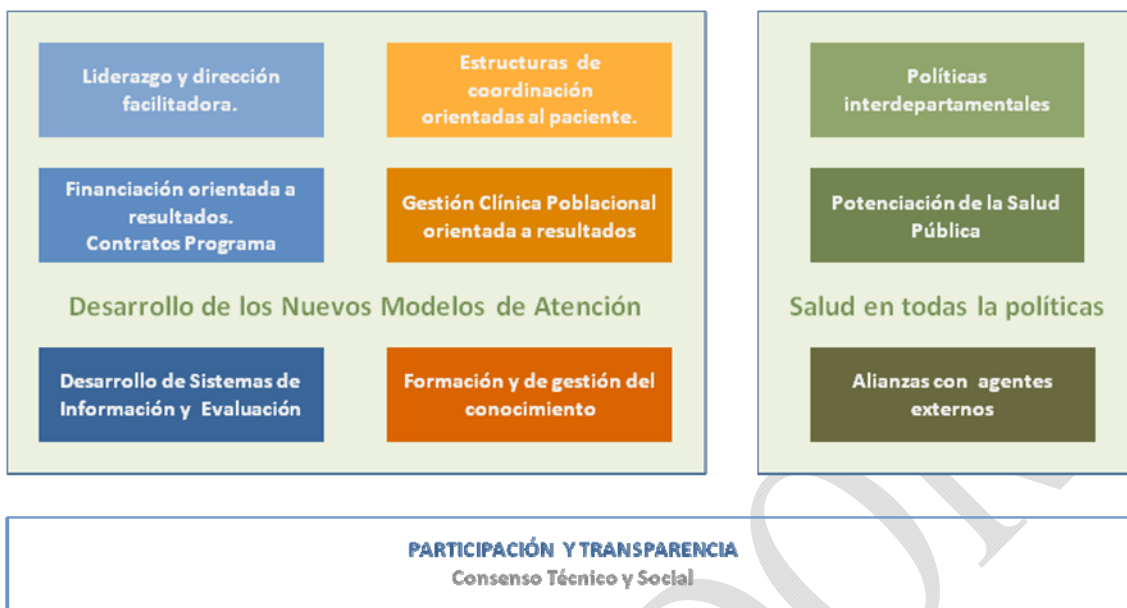 Liderazgo y dirección
facilitadora.
Estructuras de
coordinación
orientadas al paciente.
Políticas
interdepartamentales
Financiación orientada a
resultados.
Contratos Programa
Gestión Clínica Poblacional
orientada a resultados
Potenciación de la Salud
Pública
Desarrollo de los Nuevos Modelos de Atención
Salud en todas la políticas
Desarrollo de Sistemas de
Información y Evaluación
Formación y de gestión del
conocimiento
Alianzas con agentes
externos
PARTICIPACIÓN Y TRANSPARENCIA
Consenso Técnico y Social